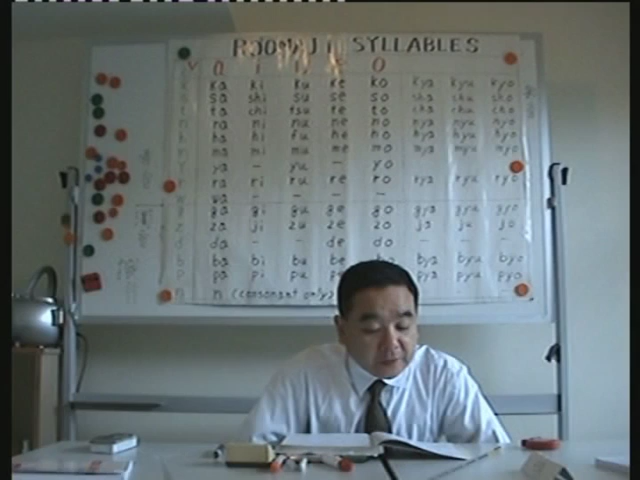 ROOMAJI SYLLABLES
a i o
ka ki ku ke ko kya kyu kyo
sa shi su se so sha shu sho
ta chi tsu te to cha chu cho
na ni nu ne no nya nyu nyo
ha hi fu he ho hya hyu hyo
ma mi mu me mo mya myu myo
ya - yu - yo
ra ri ru re ro rya ryu ryo
wa - - -
ga gi gu ge go gya gyu gyo
za ji zu ze zo ja ju jo
da - - de do
ba bi bu be bya byu byo
pa pi pu pe pya pyu pyo
n (consonant only)